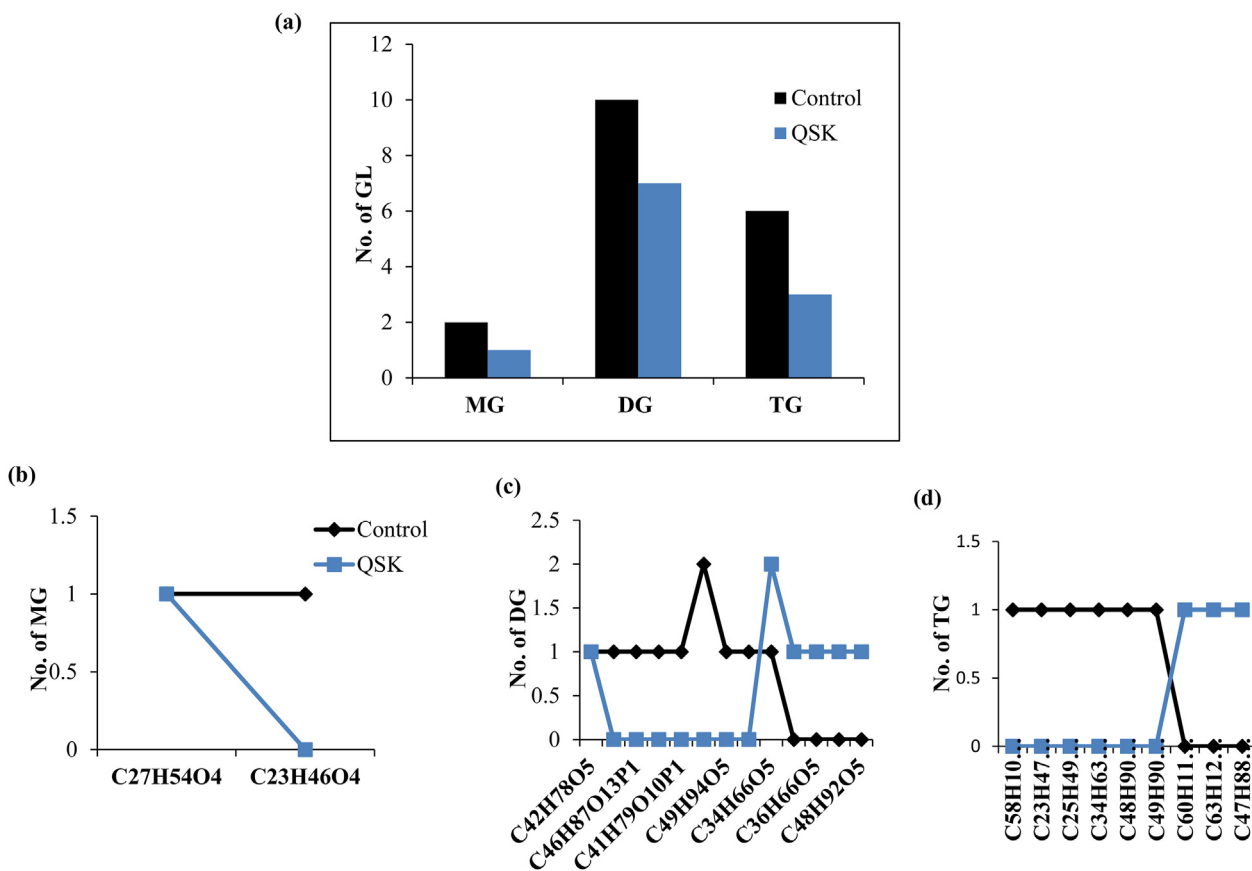 (a)
12
10
8
6
4
2
0
No. of GL
Control
QSK
MG DG TG
(b)
1.5
1
0.5
0
No. of MG
Control
QSK
C27H54O4 C23H46O4
(c)
2.5
2
1.5
1
0.5
0
No. of DG
C42H78O5
C46H87O13P1
C41H79O10P1
C49H94O5
C34H66O5
C36H66O5
C48H92O5
(d)
1.5
1
0.5
0
No. of TG
C58H10…
C23H47…
C25H49…
C34H63…
C48H90…
C49H90…
C60H11…
C63H12…
C47H88…